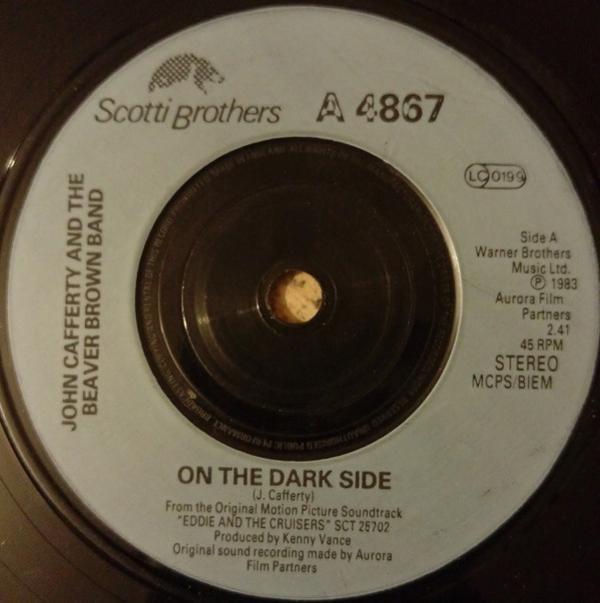 Scotti Brothers
A 4867
LC 0199
JOHN CAFFERTY AND THE
BEAVER BROWN BAND
Side A
Warner Brothers
Music Ltd.
Ⓟ 1983
Aurora Film
Partners
2.41
45 RPM
STEREO
MCPS/BIEM
ON THE DARK SIDE
(J. Cafferty)
From the Original Motion Picture Soundtrack
"EDDIE AND THE CRUISERS" SCT 25702
Produced by Kenny Vance
Original sound recording made by Aurora
Film Partners